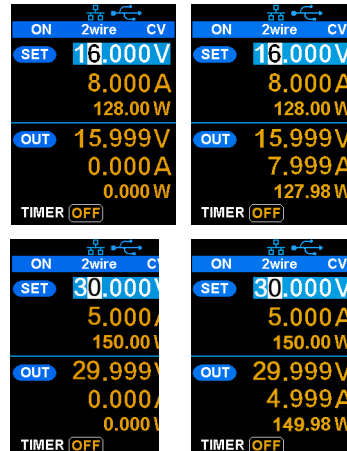 ON 2wire CV
SET 16.000V
8.000A
128.00 W
OUT 15.999V
0.000A
0.000 W
TIMER OFF
ON 2wire CV
SET 16.000V
8.000A
128.00 W
OUT 15.999V
7.999A
127.98 W
TIMER OFF
ON 2wire CV
SET 30.000V
5.000A
150.00 W
OUT 29.999V
0.000A
0.000 W
TIMER OFF
ON 2wire CV
SET 30.000V
5.000A
150.00 W
OUT 29.999V
4.999A
149.98 W
TIMER OFF